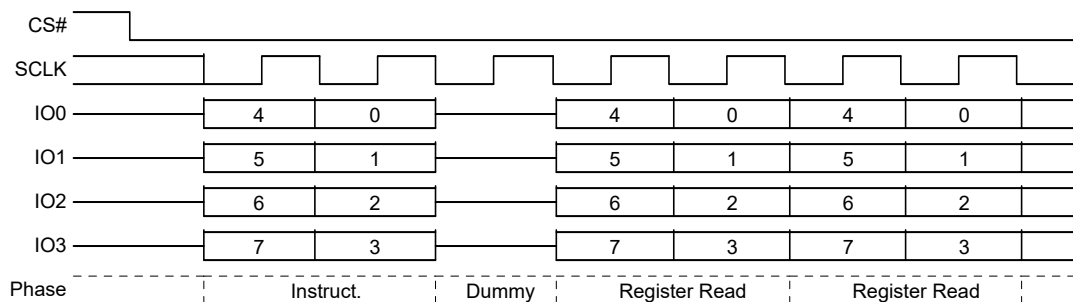 CS#
SCLK
IO0 4 0 4 0 4 0
IO1 5 1 5 1 5 1
IO2 6 2 6 2 6 2
IO3 7 3 7 3 7 3
Phase Instruct. Dummy Register Read Register Read